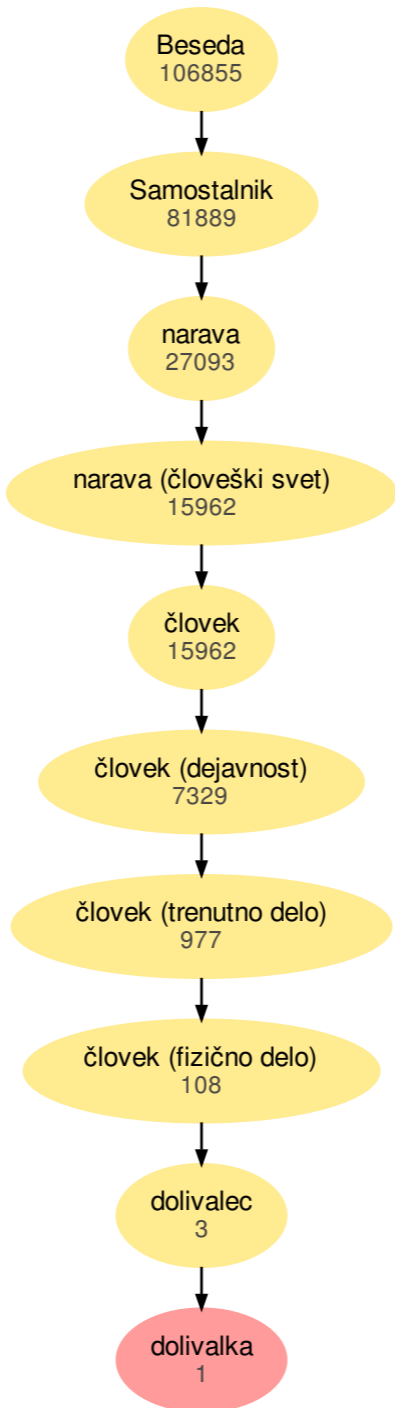 Beseda
106855
Samostalnik
81889
narava
27093
narava (človeški svet)
15962
človek
15962
človek (dejavnost)
7329
človek (trenutno delo)
977
človek (fizično delo)
108
dolivalec
3
dolivalka
1